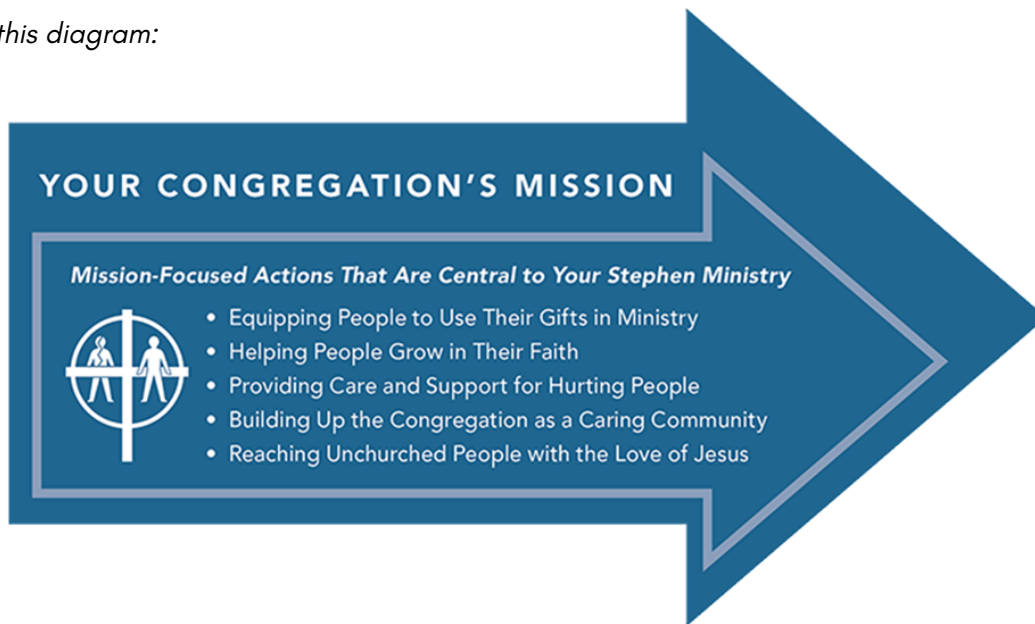 this diagram:
YOUR CONGREGATION'S MISSION
Mission-Focused Actions That Are Central to Your Stephen Ministry
• Equipping People to Use Their Gifts in Ministry
• Helping People Grow in Their Faith
• Providing Care and Support for Hurting People
• Building Up the Congregation as a Caring Community
• Reaching Unchurched People with the Love of Jesus